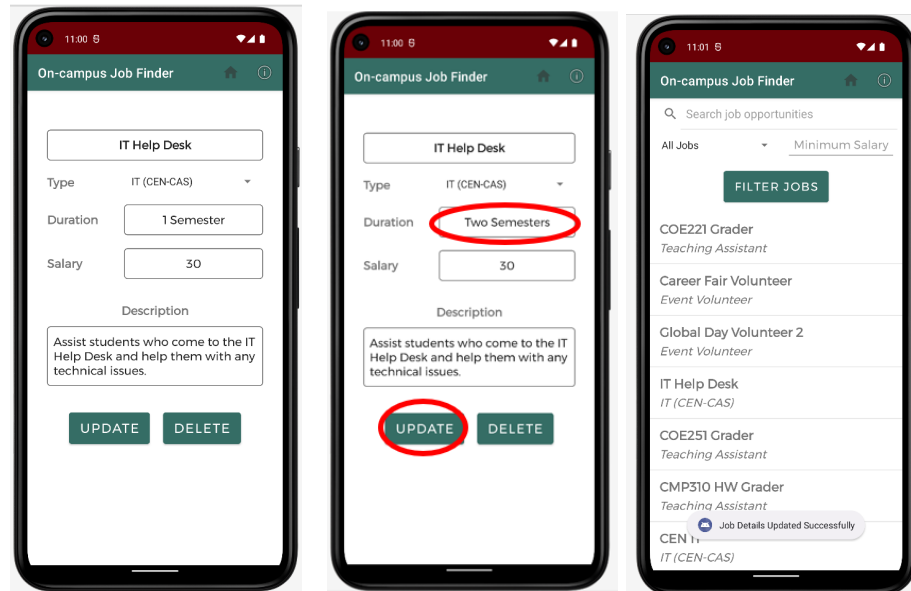 11:00
On-campus Job Finder
IT Help Desk
Type IT (CEN-CAS)
Duration 1 Semester
Salary 30
Description
Assist students who come to the IT
Help Desk and help them with any
technical issues.
UPDATE DELETE
11:00
On-campus Job Finder
IT Help Desk
Type IT (CEN-CAS)
Duration Two Semesters
Salary 30
Description
Assist students who come to the IT
Help Desk and help them with any
technical issues.
UPDATE DELETE
11:01
On-campus Job Finder
Search job opportunities
All Jobs Minimum Salary
FILTER JOBS
COE221 Grader
Teaching Assistant
Career Fair Volunteer
Event Volunteer
Global Day Volunteer 2
Event Volunteer
IT Help Desk
IT (CEN-CAS)
COE251 Grader
Teaching Assistant
CMP310 HW Grader
Teaching Assistant
Job Details Updated Successfully
CEN IT
IT (CEN-CAS)